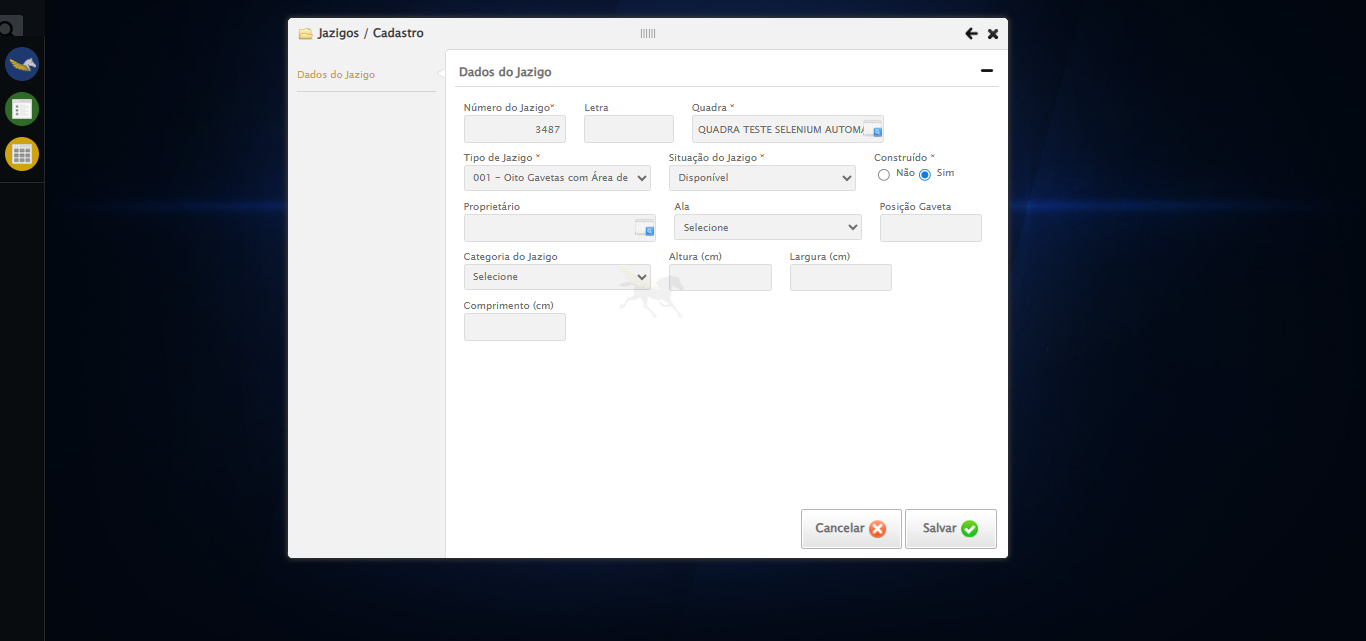 Jazigos / Cadastro
Dados do Jazigo
Dados do Jazigo
Número do Jazigo* Letra Quadra *
3487 QUADRA TESTE SELENIUM AUTOMA
Tipo de Jazigo * Situação do Jazigo * Construído *
001 - Oito Gavetas com Área de Disponível Não Sim
Proprietário Ala Posição Gaveta
Selecione
Categoria do Jazigo Altura (cm) Largura (cm)
Selecione
Comprimento (cm)
Cancelar Salvar